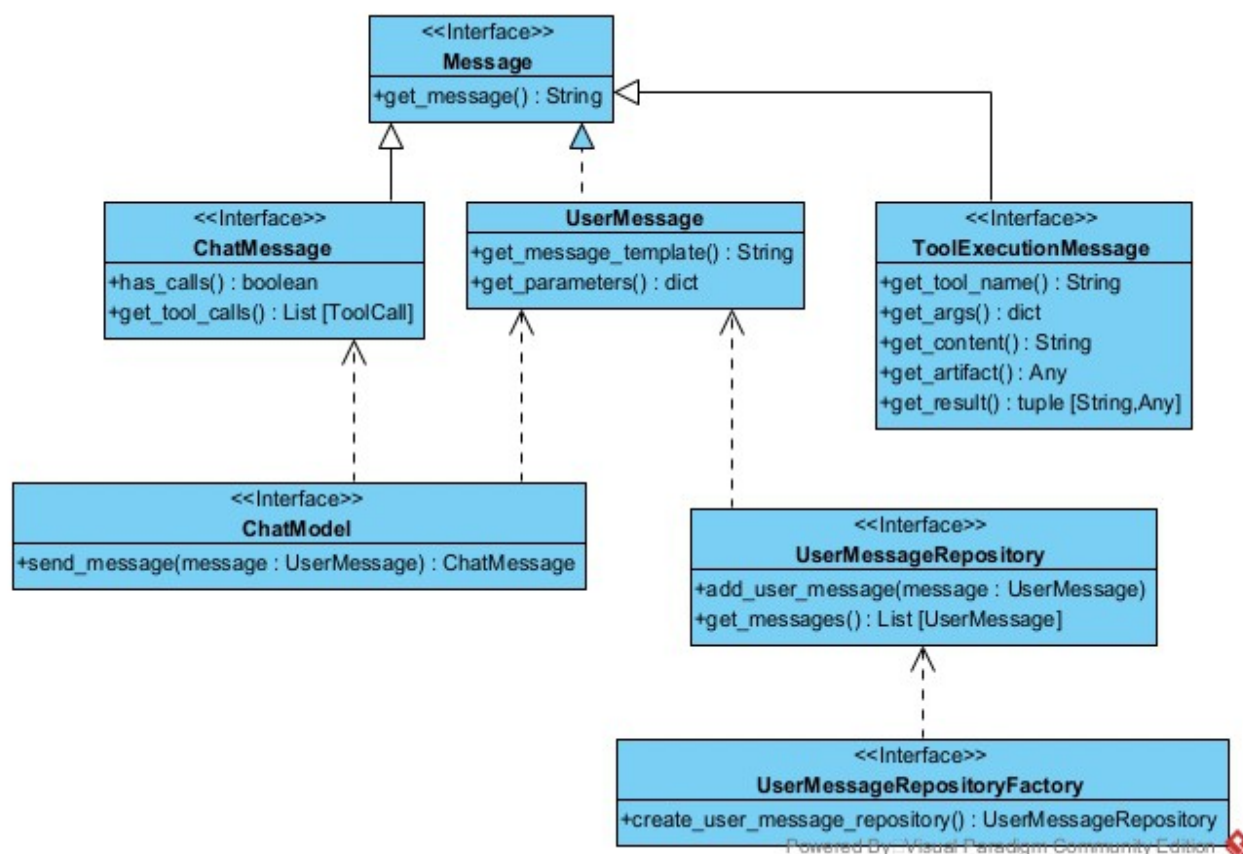 <<Interface>>
Message
+get_message() : String
<<Interface>>
ChatMessage
+has_calls() : boolean
+get_tool_calls() : List [ToolCall]
UserMessage
+get_message_template() : String
+get_parameters() : dict
<<Interface>>
ToolExecutionMessage
+get_tool_name() : String
+get_args() : dict
+get_content() : String
+get_artifact() : Any
+get_result() : tuple [String,Any]
<<Interface>>
ChatModel
+send_message(message : UserMessage) : ChatMessage
<<Interface>>
UserMessageRepository
+add_user_message(message : UserMessage)
+get_messages() : List [UserMessage]
<<Interface>>
UserMessageRepositoryFactory
+create_user_message_repository() : UserMessageRepository
Powered By Visual Paradigm Community Edition